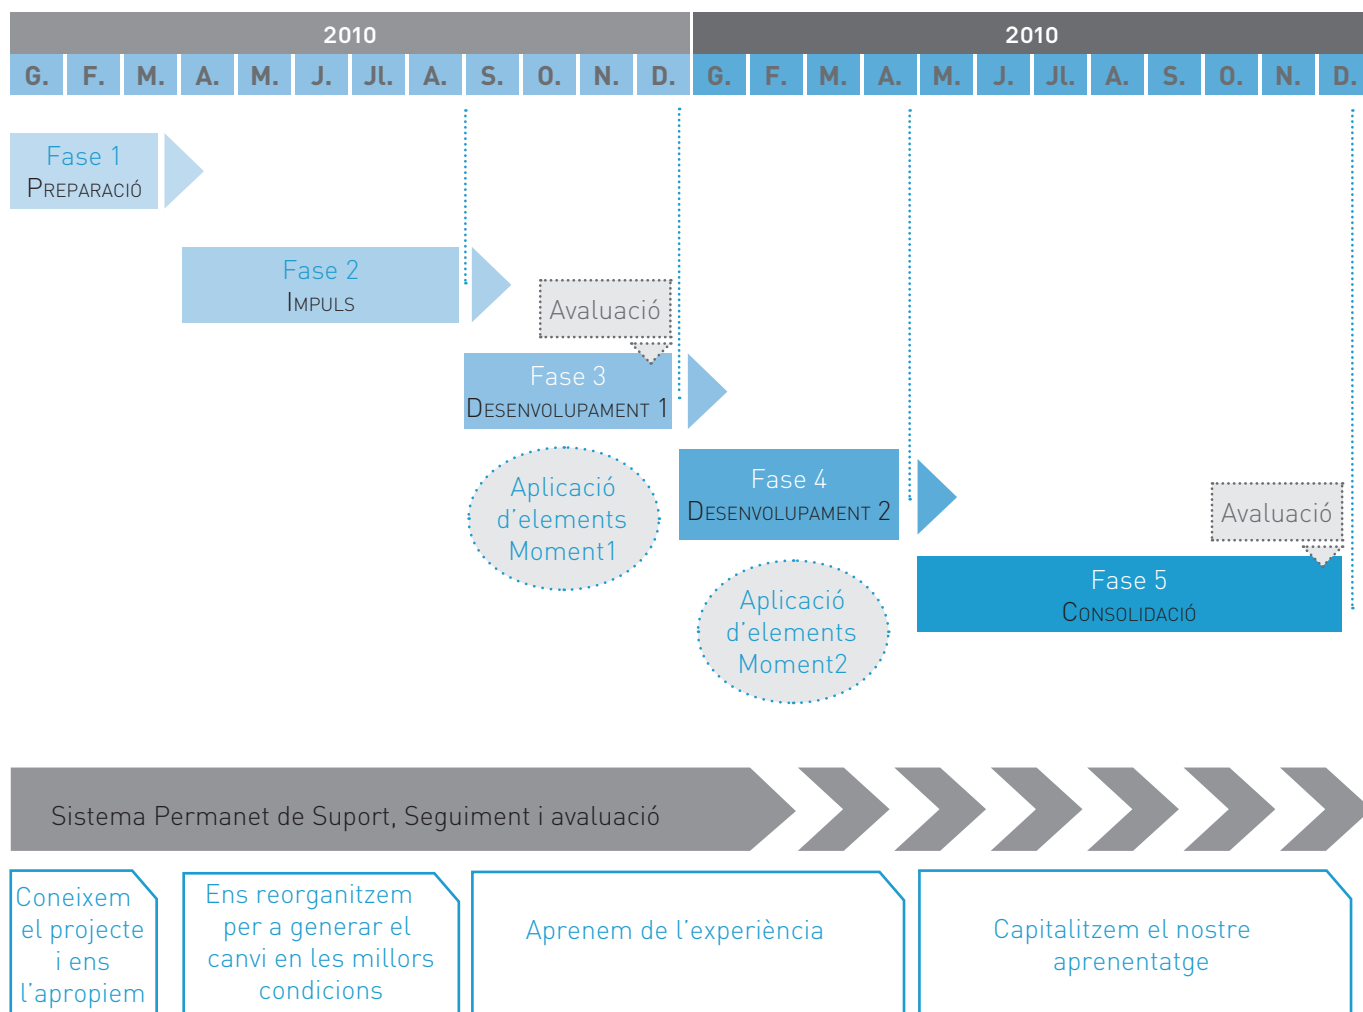 2010 2010
G. F. M. A. M. J. Jl. A. S. O. N. D. G. F. M. A. M. J. Jl. A. S. O. N. D.
Fase 1
Preparació
Fase 2
Impuls
Avaluació
Fase 3
Desenvolupament 1
Aplicació
d’elements
Moment1
Fase 4
Desenvolupament 2
Aplicació
d’elements
Moment2
Avaluació
Fase 5
Consolidació
Sistema Permanet de Suport, Seguiment i avaluació
Coneixem
el projecte
i ens
l’apropiem
Ens reorganitzem
per a generar el
canvi en les millors
condicions
Aprenem de l’experiència
Capitalitzem el nostre
aprenentatge